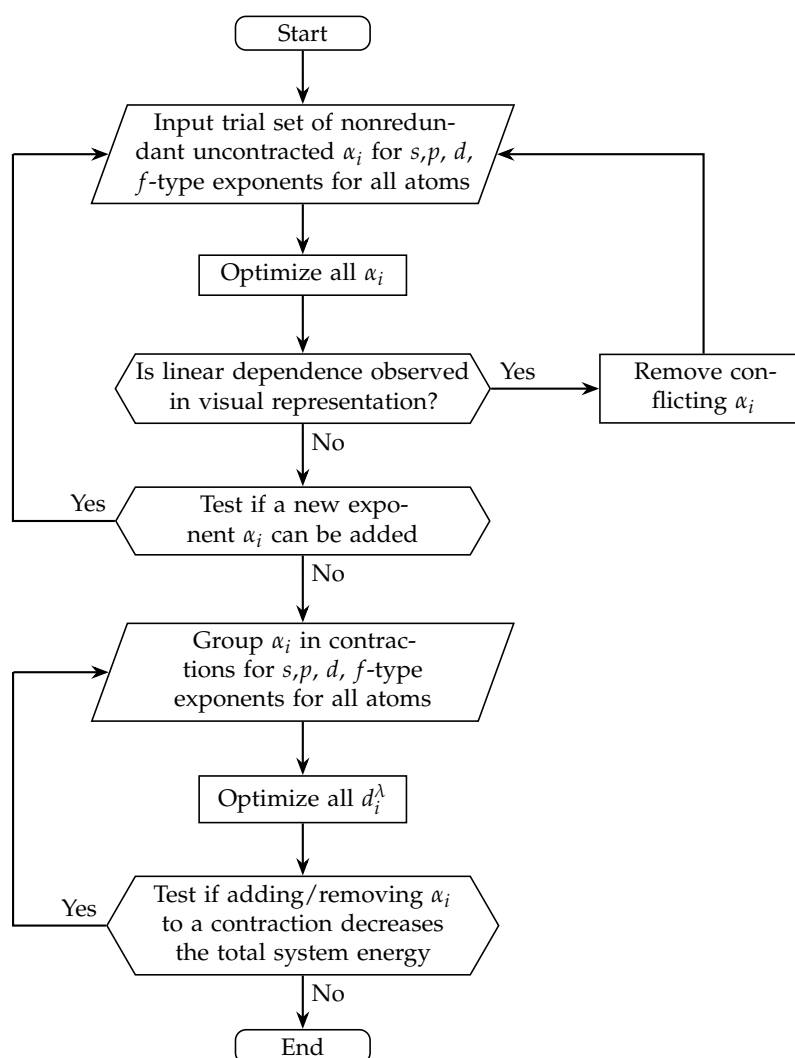 Start
Input trial set of nonredun-
dant uncontracted αᵢ for s,p, d,
f-type exponents for all atoms
Optimize all αᵢ
Is linear dependence observed
in visual representation?
Yes
Remove con-
flicting αᵢ
No
Yes
Test if a new expo-
nent αᵢ can be added
No
Group αᵢ in contrac-
tions for s,p, d, f-type
exponents for all atoms
Optimize all dᵢ^λ
Yes
Test if adding/removing αᵢ
to a contraction decreases
the total system energy
No
End